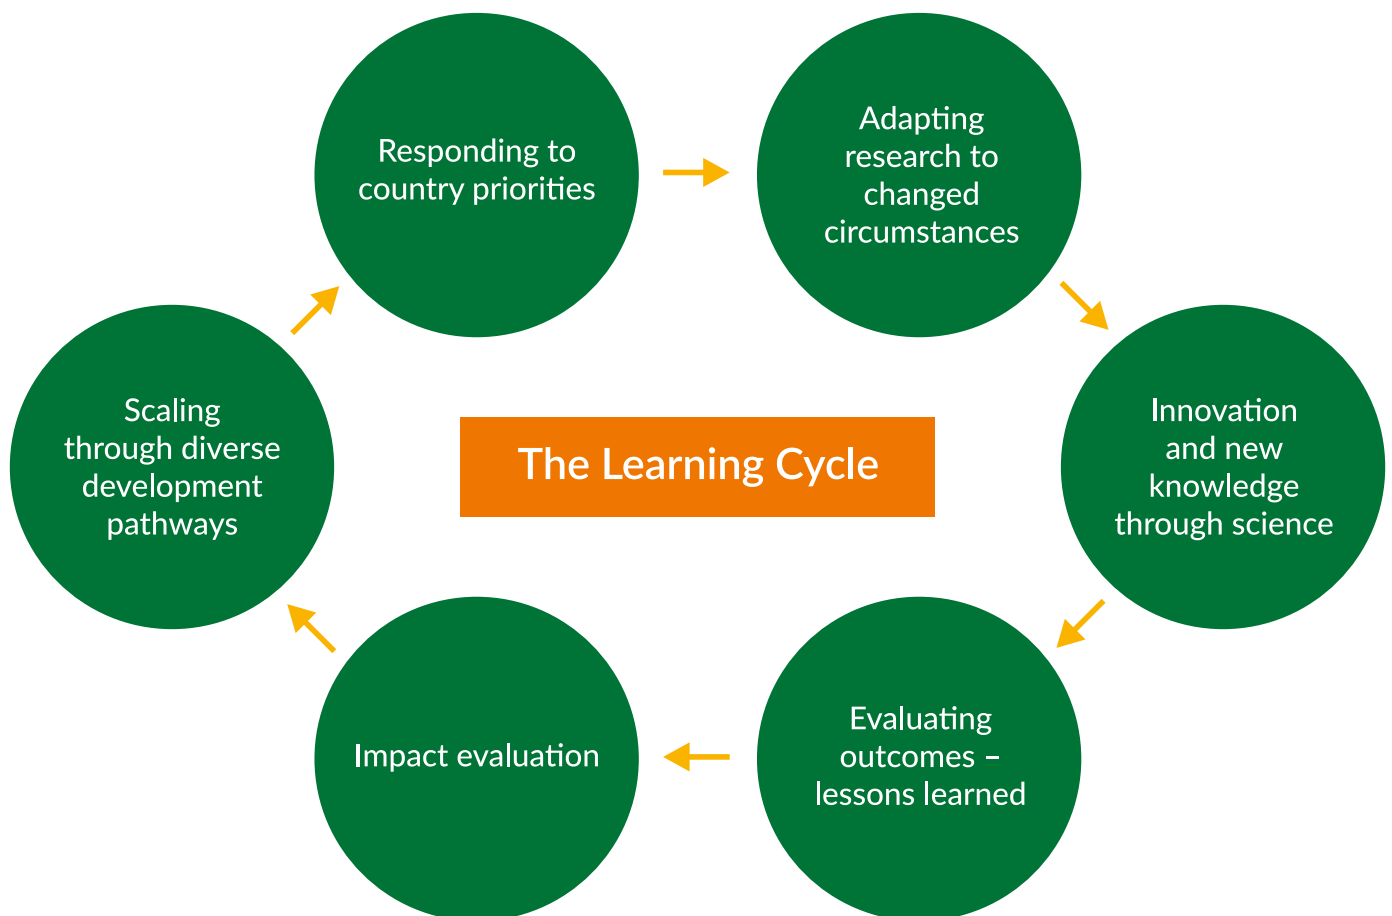 Responding to
country priorities
Adapting
research to
changed
circumstances
Innovation
and new
knowledge
through science
Evaluating
outcomes –
lessons learned
Impact evaluation
Scaling
through diverse
development
pathways
The Learning Cycle